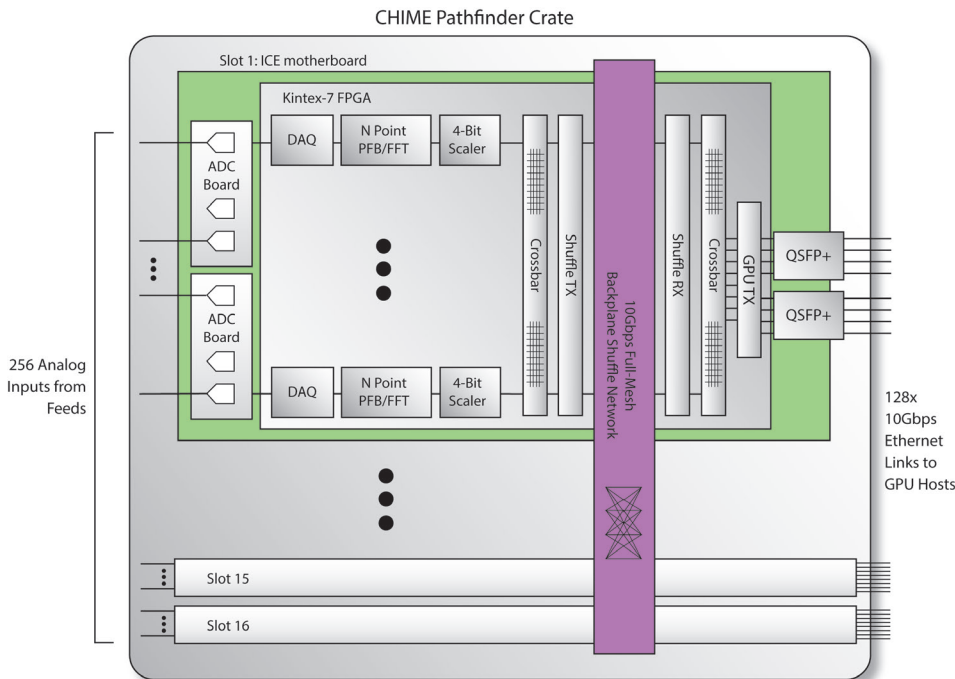 CHIME Pathfinder Crate
Slot 1: ICE motherboard
Kintex-7 FPGA
ADC
Board
DAQ
N Point
PFB/FFT
4-Bit
Scaler
Crossbar
Shuffle TX
10Gbps Full-Mesh
Backplane Shuffle Network
Shuffle RX
Crossbar
GPU TX
QSFP+
QSFP+
ADC
Board
DAQ
N Point
PFB/FFT
4-Bit
Scaler
256 Analog
Inputs from
Feeds
128x
10Gbps
Ethernet
Links to
GPU Hosts
Slot 15
Slot 16